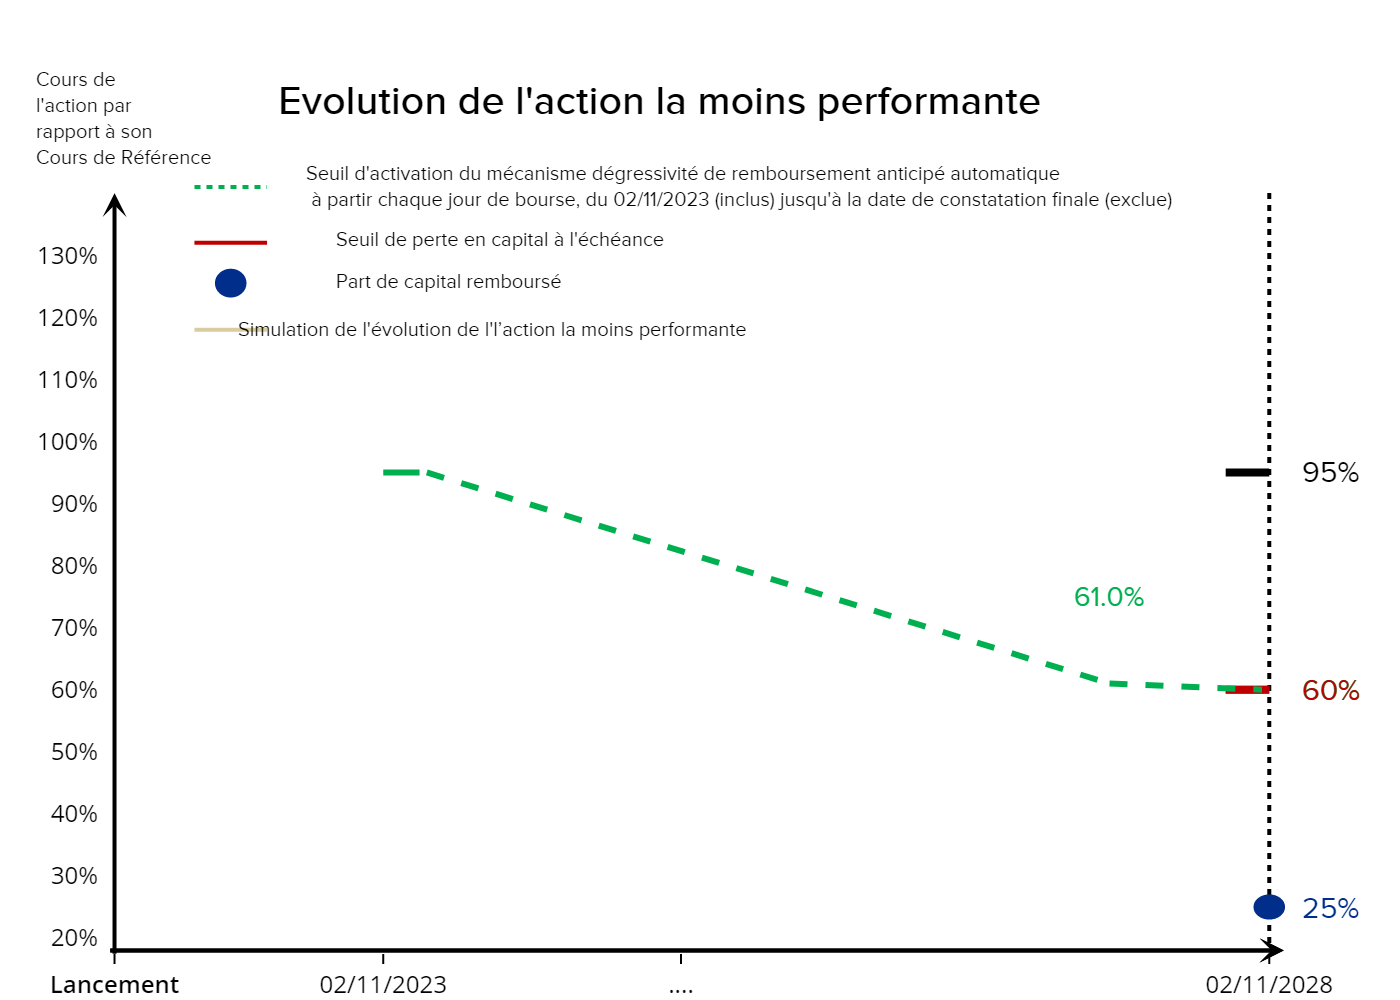 Cours de
l'action par
rapport à son
Cours de Référence
Evolution de l'action la moins performante
Seuil d'activation du mécanisme dégressivité de remboursement anticipé automatique
à partir chaque jour de bourse, du 02/11/2023 (inclus) jusqu'à la date de constatation finale (exclue)
Seuil de perte en capital à l'échéance
Part de capital remboursé
Simulation de l'évolution de l'l’action la moins performante
130%
120%
110%
100%
90%
80%
70%
60%
50%
40%
30%
20%
95%
61.0%
60%
25%
Lancement
02/11/2023
....
02/11/2028